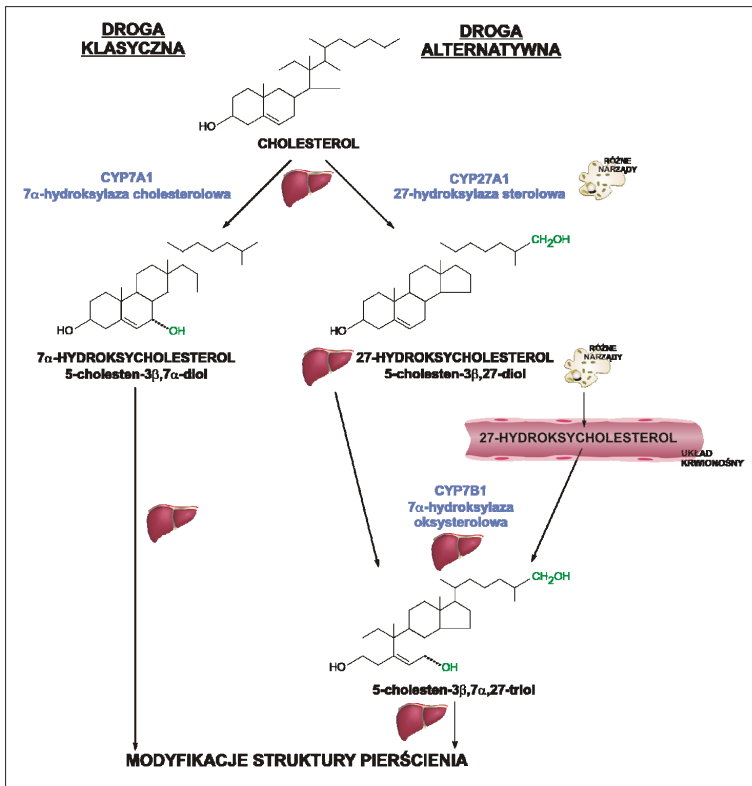 DROGA
KLASYCZNA
DROGA
ALTERNATYWNA
HO
CHOLESTEROL
CYP7A1
7α-hydroksylaza cholesterolowa
CYP27A1
27-hydroksylaza sterolowa
RÓŻNE
NARZĄDY
CH₂OH
HO
OH
HO
7α-HYDROKSYCHOLESTEROL
5-cholesten-3β,7α-diol
27-HYDROKSYCHOLESTEROL
5-cholesten-3β,27-diol
RÓŻNE
NARZĄDY
27-HYDROKSYCHOLESTEROL
UKŁAD
KRWIONOŚNY
CYP7B1
7α-hydroksylaza
oksysterolowa
CH₂OH
HO
OH
5-cholesten-3β,7α,27-triol
MODYFIKACJE STRUKTURY PIERŚCIENIA